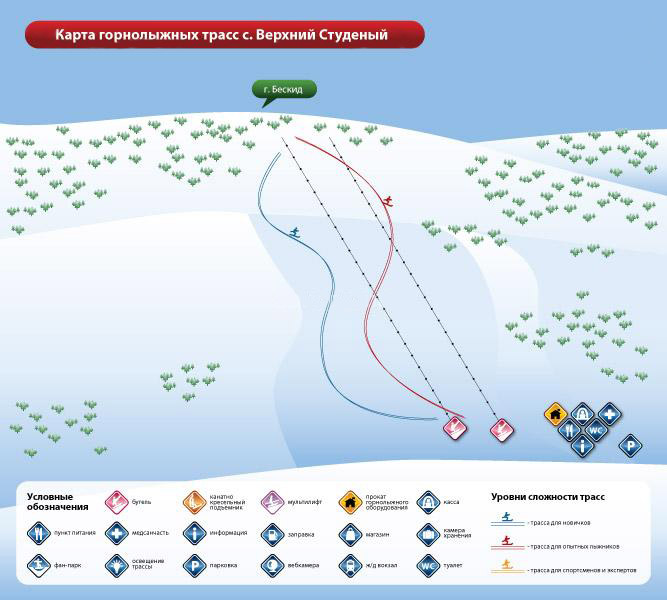 Карта горнолыжных трасс с. Верхний Студеный
г. Бескид
WC
P
Условные
обозначения
бугель
канатно
кресельный
подъемник
мультилифт
прокат
горнолыжного
оборудования
касса
пункт питания
медсанчасть
i
информация
заправка
магазин
камера
хранения
фан-парк
освещение
трассы
P
парковка
вебкамера
ж/д вокзал
WC
туалет
Уровни сложности трасс
- трасса для новичков
- трасса для опытных лыжников
- трасса для спортсменов и экспертов